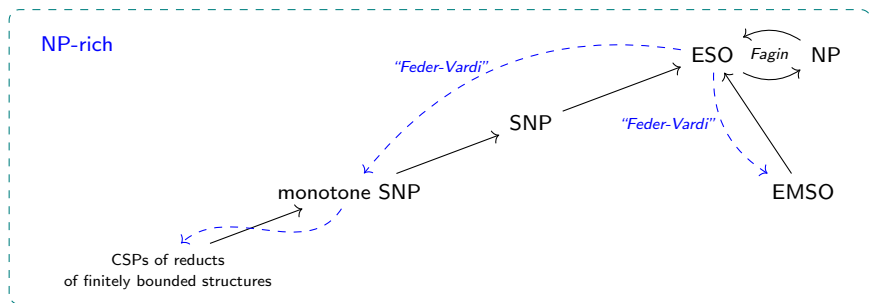 NP-rich
“Feder-Vardi”
ESO
Fagin
NP
SNP
“Feder-Vardi”
monotone SNP
EMSO
CSPs of reducts
of finitely bounded structures